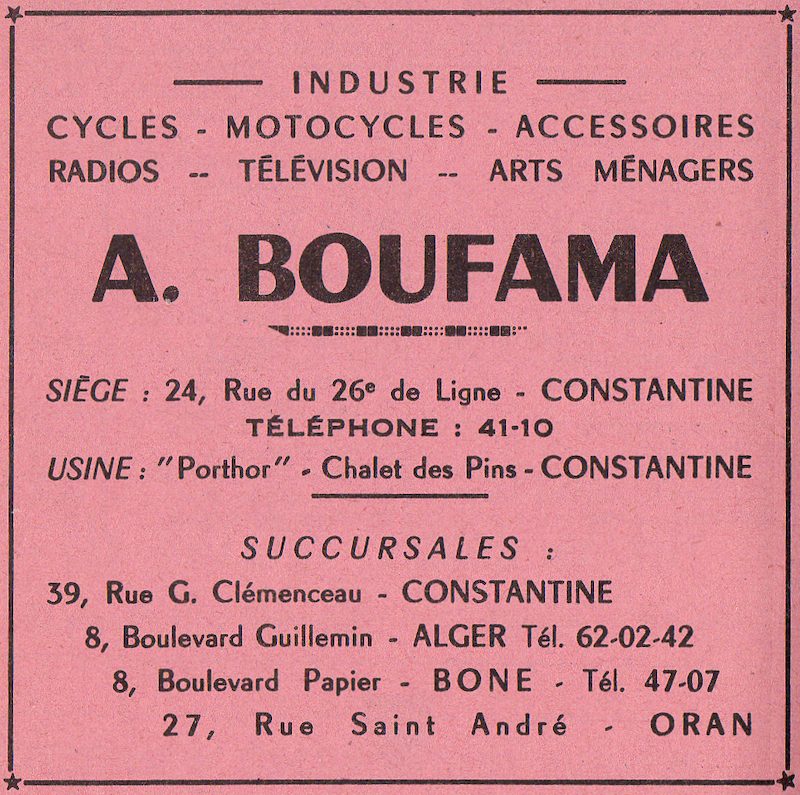 INDUSTRIE
CYCLES - MOTOCYCLES - ACCESSOIRES
RADIOS -- TÉLÉVISION -- ARTS MÉNAGERS
A. BOUFAMA
SIÈGE : 24, Rue du 26e de Ligne - CONSTANTINE
TÉLÉPHONE : 41-10
USINE : "Porthor" - Chalet des Pins - CONSTANTINE
SUCCURSALES :
39, Rue G. Clémenceau - CONSTANTINE
8, Boulevard Guillemin - ALGER Tél. 62-02-42
8, Boulevard Papier - BONE - Tél. 47-07
27, Rue Saint André - ORAN